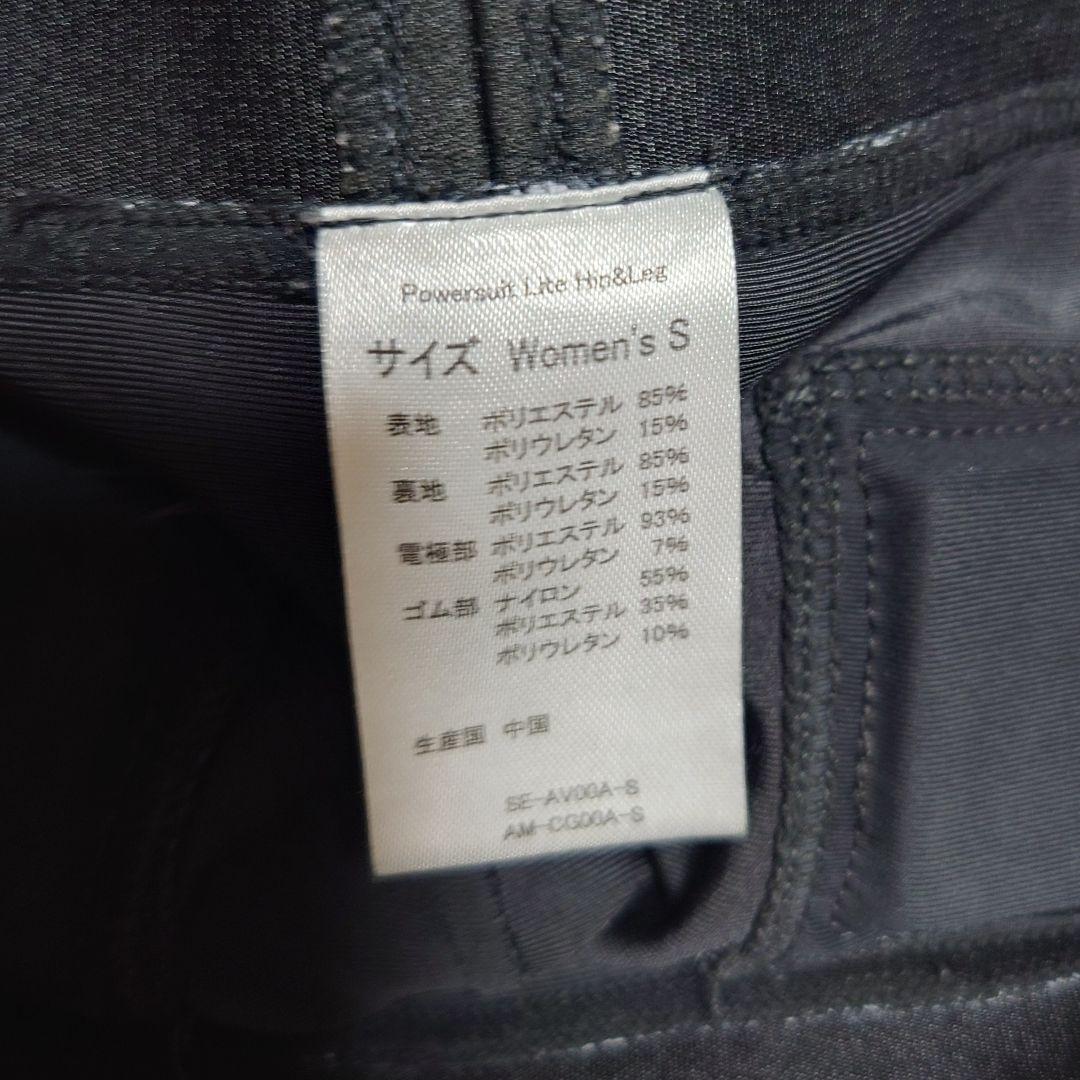 Powersuit Lite Hip&Leg
サイズ Women's S
表地 ポリエステル 85%
ポリウレタン 15%
裏地 ポリエステル 85%
ポリウレタン 15%
電極部 ポリエステル 93%
ポリウレタン 7%
ゴム部 ナイロン 55%
ポリエステル 35%
ポリウレタン 10%
生産国 中国
SE-AV00A-S
AM-CG00A-S